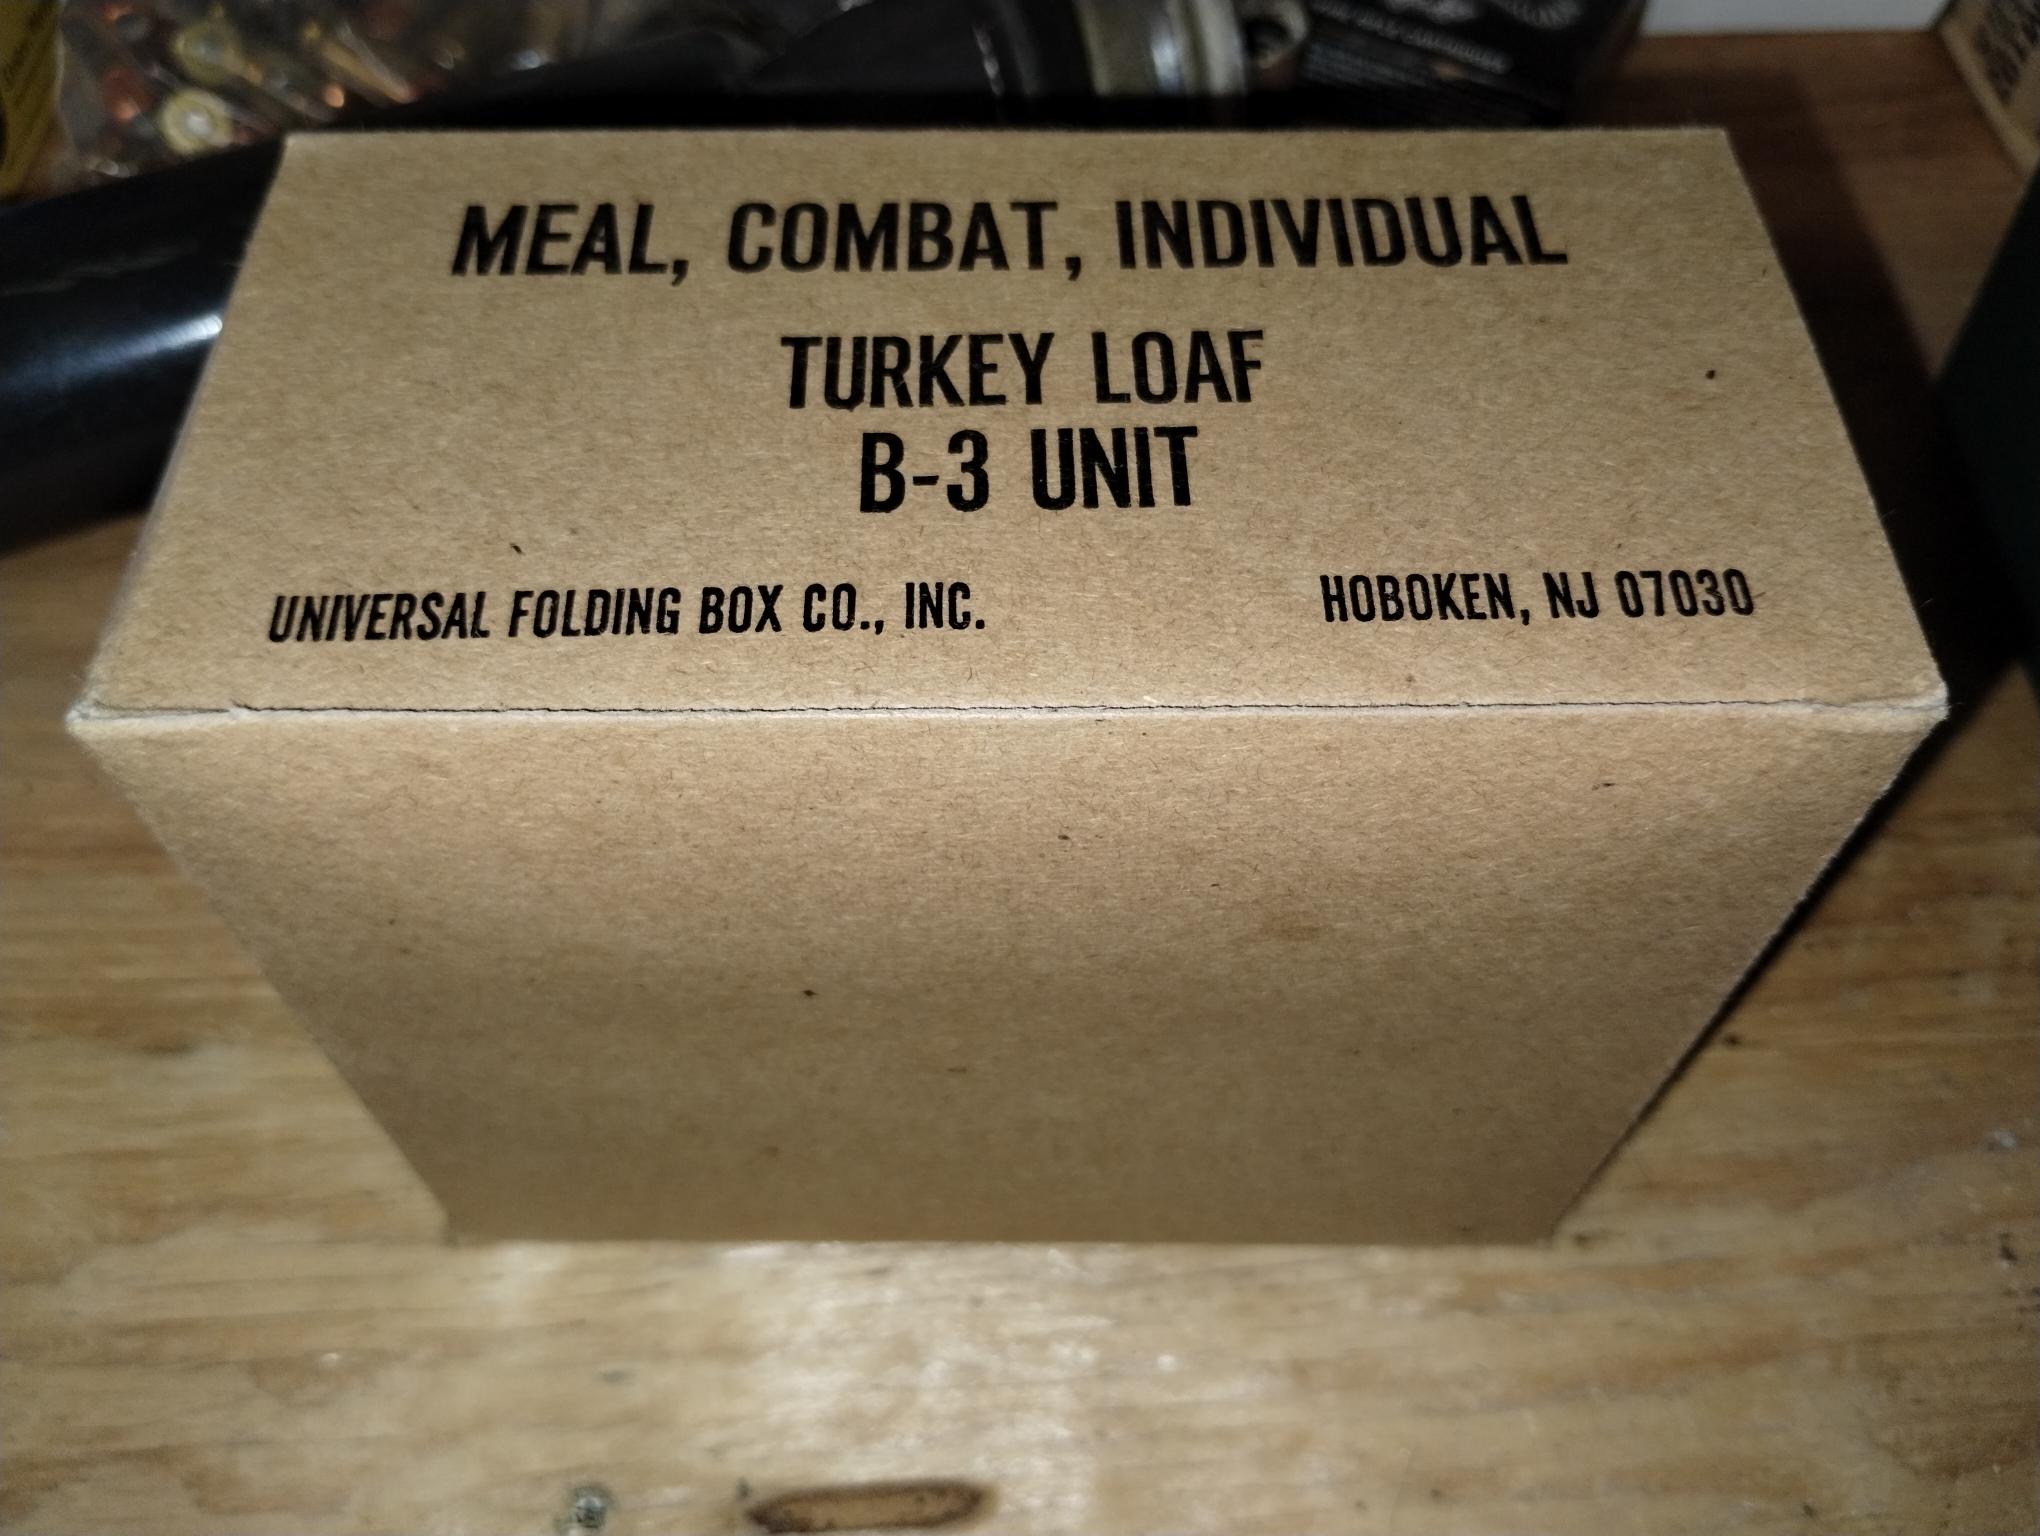 MEAL, COMBAT, INDIVIDUAL
TURKEY LOAF
B-3 UNIT
UNIVERSAL FOLDING BOX CO., INC. HOBOKEN, NJ 07030